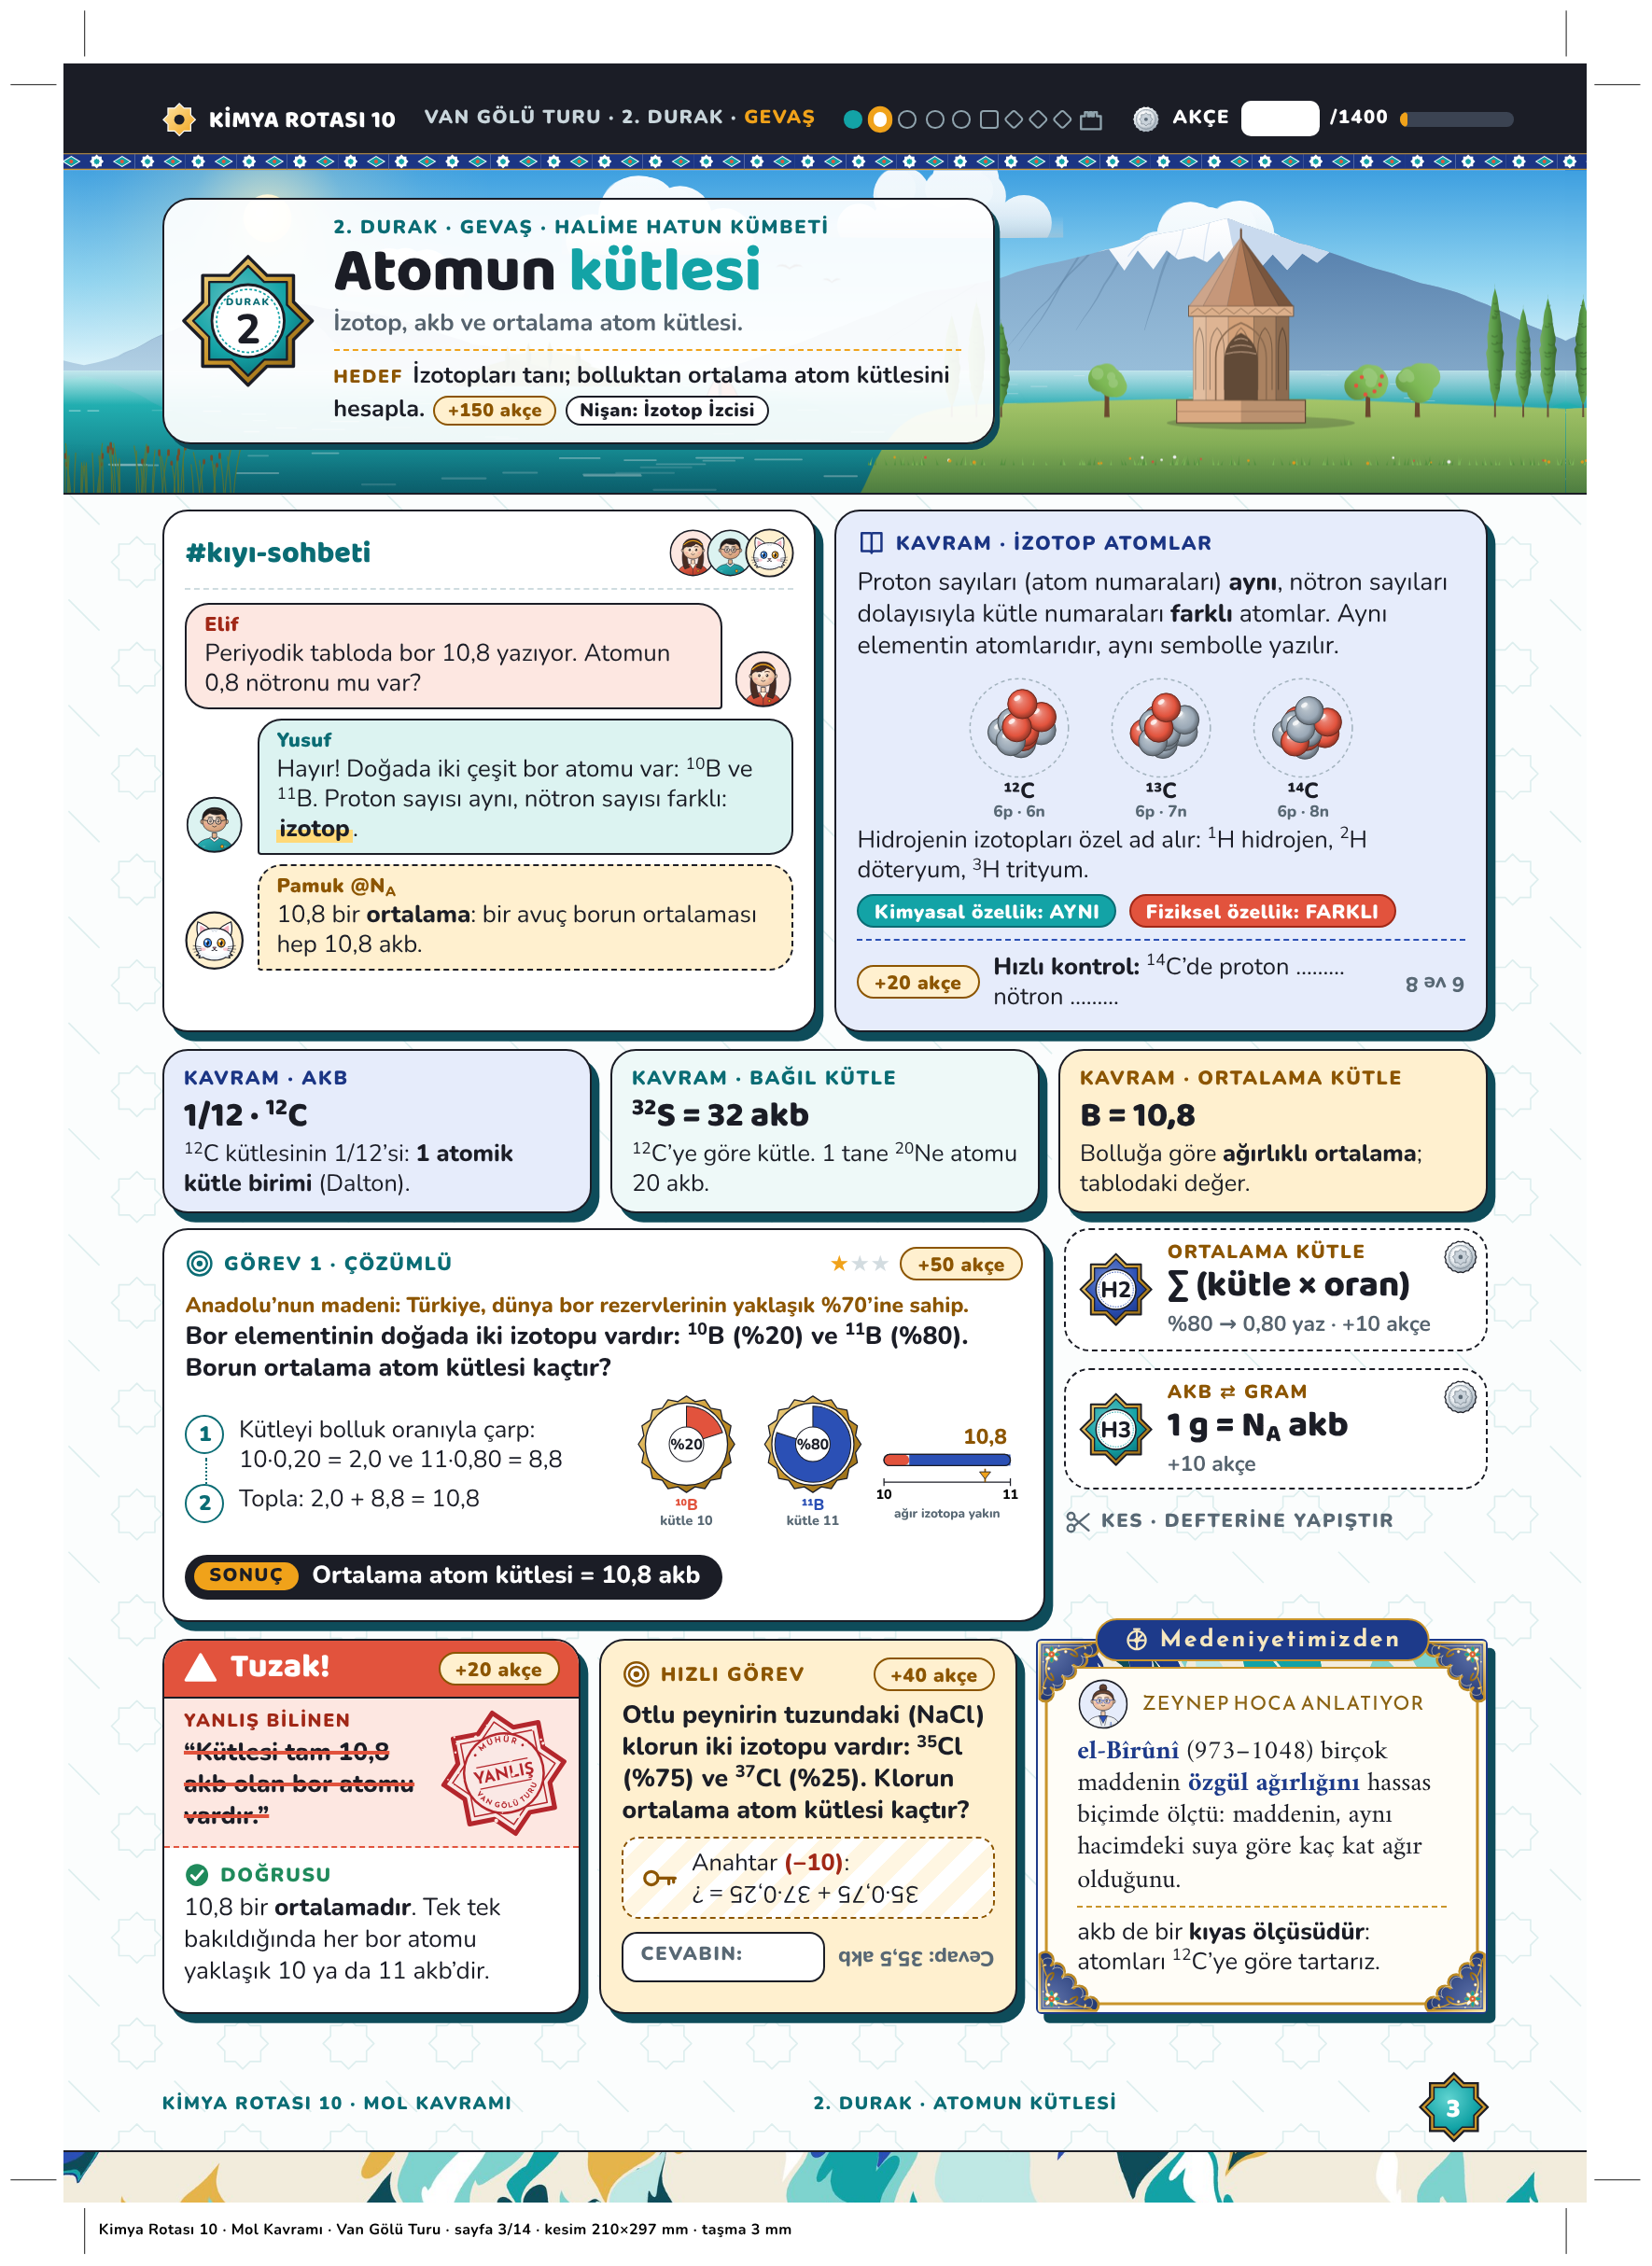 KİMYA ROTASI 10 VAN GÖLÜ TURU · 2. DURAK · GEVAŞ AKÇE /1400
2. DURAK · GEVAŞ · HALİME HATUN KÜMBETİ
Atomun kütlesi
DURAK
2
İzotop, akb ve ortalama atom kütlesi.
HEDEF İzotopları tanı; bolluktan ortalama atom kütlesini
hesapla. +150 akçe Nişan: İzotop İzcisi
#kıyı-sohbeti
Elif
Periyodik tabloda bor 10,8 yazıyor. Atomun
0,8 nötronu mu var?
Yusuf
Hayır! Doğada iki çeşit bor atomu var: ¹⁰B ve
¹¹B. Proton sayısı aynı, nötron sayısı farklı:
izotop.
Pamuk @N_A
10,8 bir ortalama: bir avuç borun ortalaması
hep 10,8 akb.
KAVRAM · İZOTOP ATOMLAR
Proton sayıları (atom numaraları) aynı, nötron sayıları
dolayısıyla kütle numaraları farklı atomlar. Aynı
elementin atomlarıdır, aynı sembolle yazılır.
¹²C ¹³C ¹⁴C
6p · 6n 6p · 7n 6p · 8n
Hidrojenin izotopları özel ad alır: ¹H hidrojen, ²H
döteryum, ³H trityum.
Kimyasal özellik: AYNI Fiziksel özellik: FARKLI
+20 akçe Hızlı kontrol: ¹⁴C’de proton ………
nötron ………
6 ve 8
KAVRAM · AKB
1/12 · ¹²C
¹²C kütlesinin 1/12’si: 1 atomik
kütle birimi (Dalton).
KAVRAM · BAĞIL KÜTLE
³²S = 32 akb
¹²C’ye göre kütle. 1 tane ²⁰Ne atomu
20 akb.
KAVRAM · ORTALAMA KÜTLE
B = 10,8
Bolluğa göre ağırlıklı ortalama;
tablodaki değer.
GÖREV 1 · ÇÖZÜMLÜ +50 akçe
Anadolu’nun madeni: Türkiye, dünya bor rezervlerinin yaklaşık %70’ine sahip.
Bor elementinin doğada iki izotopu vardır: ¹⁰B (%20) ve ¹¹B (%80).
Borun ortalama atom kütlesi kaçtır?
1 Kütleyi bolluk oranıyla çarp:
10·0,20 = 2,0 ve 11·0,80 = 8,8
2 Topla: 2,0 + 8,8 = 10,8
%20
¹⁰B
kütle 10
%80
¹¹B
kütle 11
10,8
10 11
ağır izotopa yakın
SONUÇ Ortalama atom kütlesi = 10,8 akb
H2
ORTALAMA KÜTLE
∑ (kütle × oran)
%80 → 0,80 yaz · +10 akçe
H3
AKB ⇄ GRAM
1 g = N_A akb
+10 akçe
KES · DEFTERİNE YAPIŞTIR
Tuzak! +20 akçe
YANLIŞ BİLİNEN
“Kütlesi tam 10,8
akb olan bor atomu
vardır.”
MÜHÜR
YANLIŞ
VAN GÖLÜ TURU
DOĞRUSU
10,8 bir ortalamadır. Tek tek
bakıldığında her bor atomu
yaklaşık 10 ya da 11 akb’dir.
HIZLI GÖREV +40 akçe
Otlu peynirin tuzundaki (NaCl)
klorun iki izotopu vardır: ³⁵Cl
(%75) ve ³⁷Cl (%25). Klorun
ortalama atom kütlesi kaçtır?
Anahtar (−10):
35·0,75 + 37·0,25 = ?
CEVABIN:
Cevap: 35,5 akb
Medeniyetimizden
ZEYNEP HOCA ANLATIYOR
el-Bîrûnî (973–1048) birçok
maddenin özgül ağırlığını hassas
biçimde ölçtü: maddenin, aynı
hacimdeki suya göre kaç kat ağır
olduğunu.
akb de bir kıyas ölçüsüdür:
atomları ¹²C’ye göre tartarız.
KİMYA ROTASI 10 · MOL KAVRAMI 2. DURAK · ATOMUN KÜTLESİ 3
Kimya Rotası 10 · Mol Kavramı · Van Gölü Turu · sayfa 3/14 · kesim 210×297 mm · taşma 3 mm